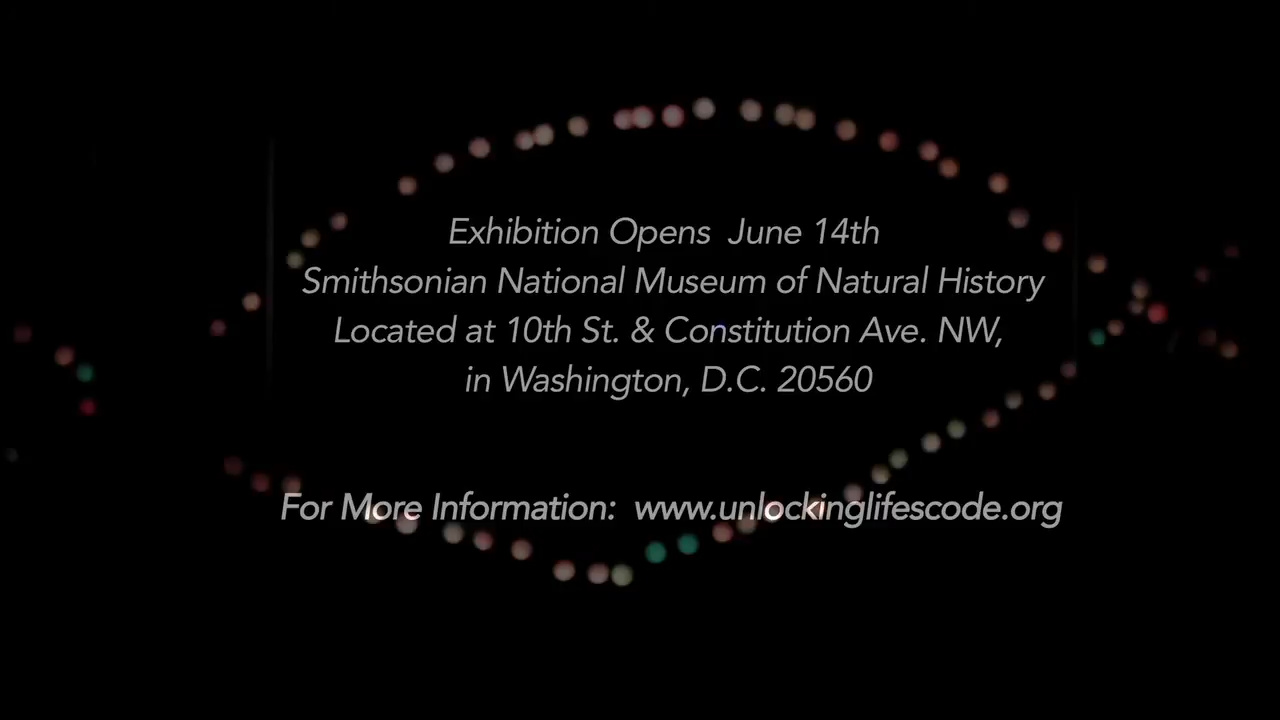 Exhibition Opens June 14th
Smithsonian National Museum of Natural History
Located at 10th St. & Constitution Ave. NW,
in Washington, D.C. 20560
For More Information: www.unlockinglifescode.org